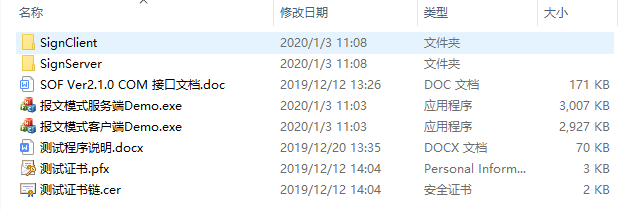 名称 修改日期 类型 大小
SignClient 2020/1/3 11:08 文件夹
SignServer 2020/1/3 11:08 文件夹
SOF Ver2.1.0 COM 接口文档.doc 2019/12/12 13:26 DOC 文档 171 KB
报文模式服务端Demo.exe 2020/1/3 11:03 应用程序 3,007 KB
报文模式客户端Demo.exe 2020/1/3 11:03 应用程序 2,927 KB
测试程序说明.docx 2019/12/20 13:35 DOCX 文档 70 KB
测试证书.pfx 2019/12/12 14:04 Personal Inform... 3 KB
测试证书链.cer 2019/12/12 14:04 安全证书 2 KB